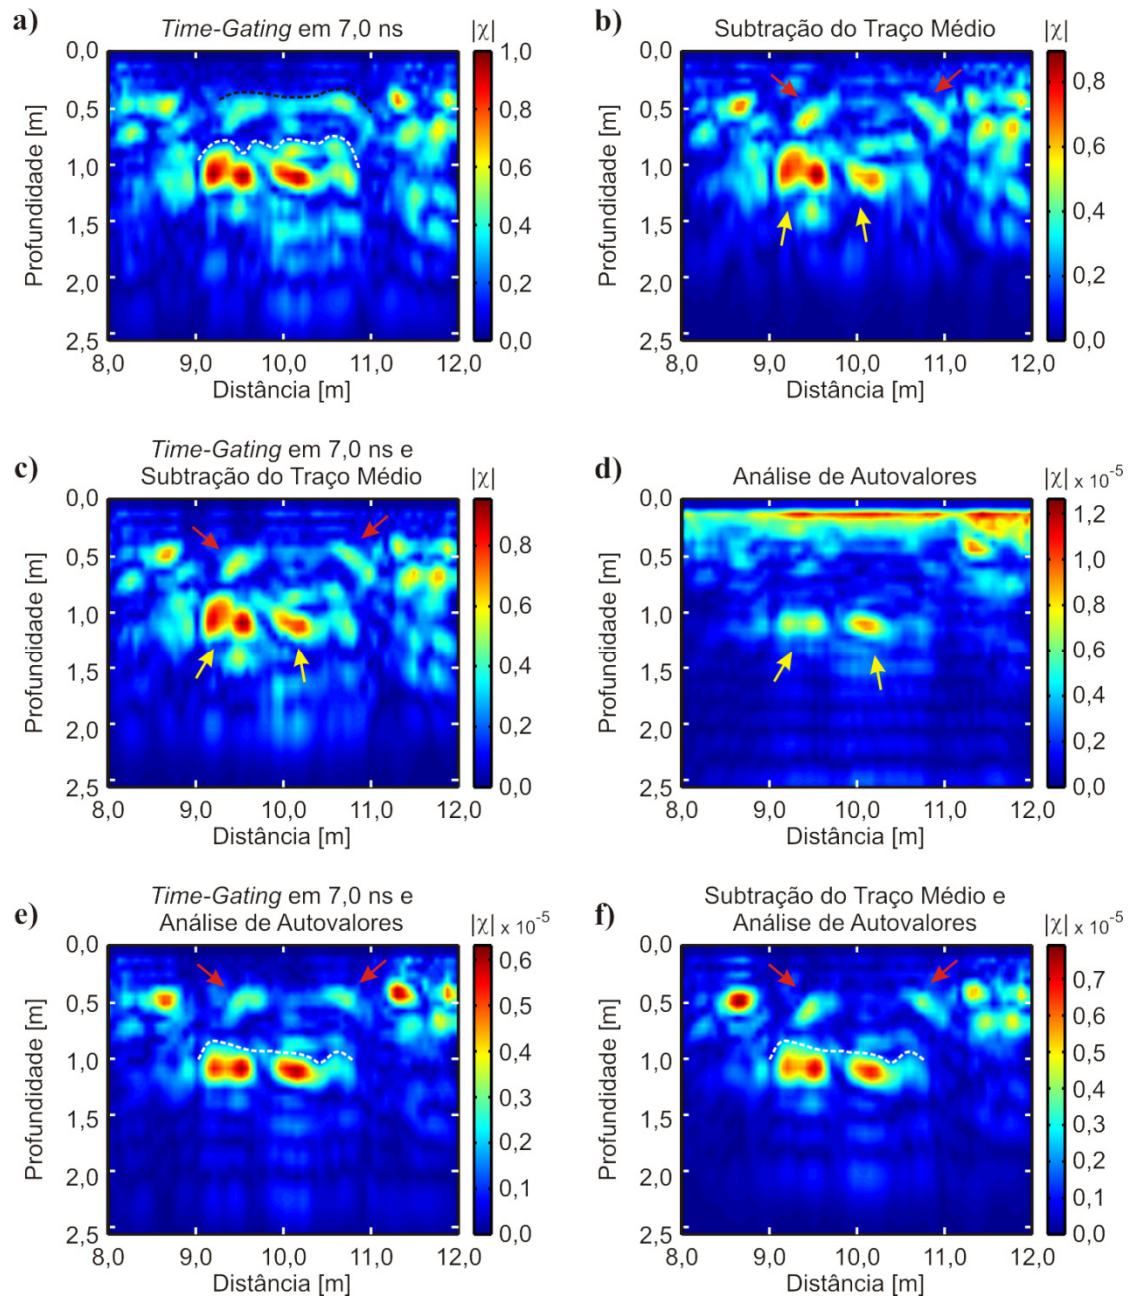 a)
Time-Gating em 7,0 ns
|χ|
0,0
0,5
1,0
1,5
2,0
2,5
Profundidade [m]
8,0 9,0 10,0 11,0 12,0
Distância [m]
1,0
0,8
0,6
0,4
0,2
0,0
b)
Subtração do Traço Médio
|χ|
0,0
0,5
1,0
1,5
2,0
2,5
Profundidade [m]
8,0 9,0 10,0 11,0 12,0
Distância [m]
0,8
0,6
0,4
0,2
0,0
c)
Time-Gating em 7,0 ns e
Subtração do Traço Médio
|χ|
0,0
0,5
1,0
1,5
2,0
2,5
Profundidade [m]
8,0 9,0 10,0 11,0 12,0
Distância [m]
0,8
0,6
0,4
0,2
0,0
d)
Análise de Autovalores
|χ| x 10-5
0,0
0,5
1,0
1,5
2,0
2,5
Profundidade [m]
8,0 9,0 10,0 11,0 12,0
Distância [m]
1,2
1,0
0,8
0,6
0,4
0,2
0,0
e)
Time-Gating em 7,0 ns e
Análise de Autovalores
|χ| x 10-5
0,0
0,5
1,0
1,5
2,0
2,5
Profundidade [m]
8,0 9,0 10,0 11,0 12,0
Distância [m]
0,6
0,5
0,4
0,3
0,2
0,1
0,0
f)
Subtração do Traço Médio e
Análise de Autovalores
|χ| x 10-5
0,0
0,5
1,0
1,5
2,0
2,5
Profundidade [m]
8,0 9,0 10,0 11,0 12,0
Distância [m]
0,7
0,6
0,5
0,4
0,3
0,2
0,1
0,0